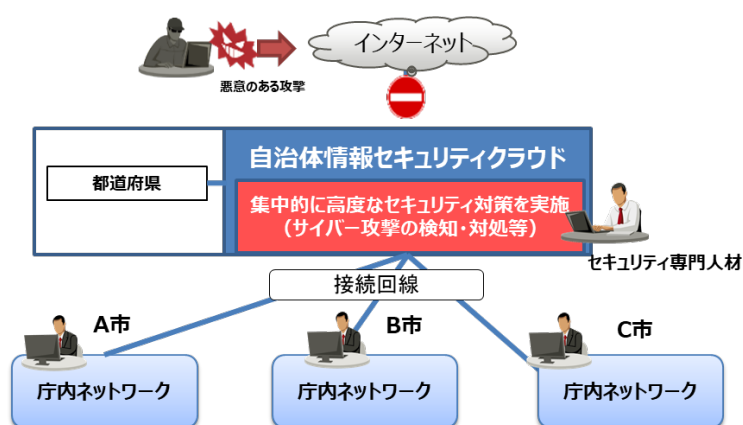 インターネット
悪意のある攻撃
自治体情報セキュリティクラウド
都道府県
集中的に高度なセキュリティ対策を実施
（サイバー攻撃の検知・対処等）
セキュリティ専門人材
接続回線
A市
B市
C市
庁内ネットワーク
庁内ネットワーク
庁内ネットワーク